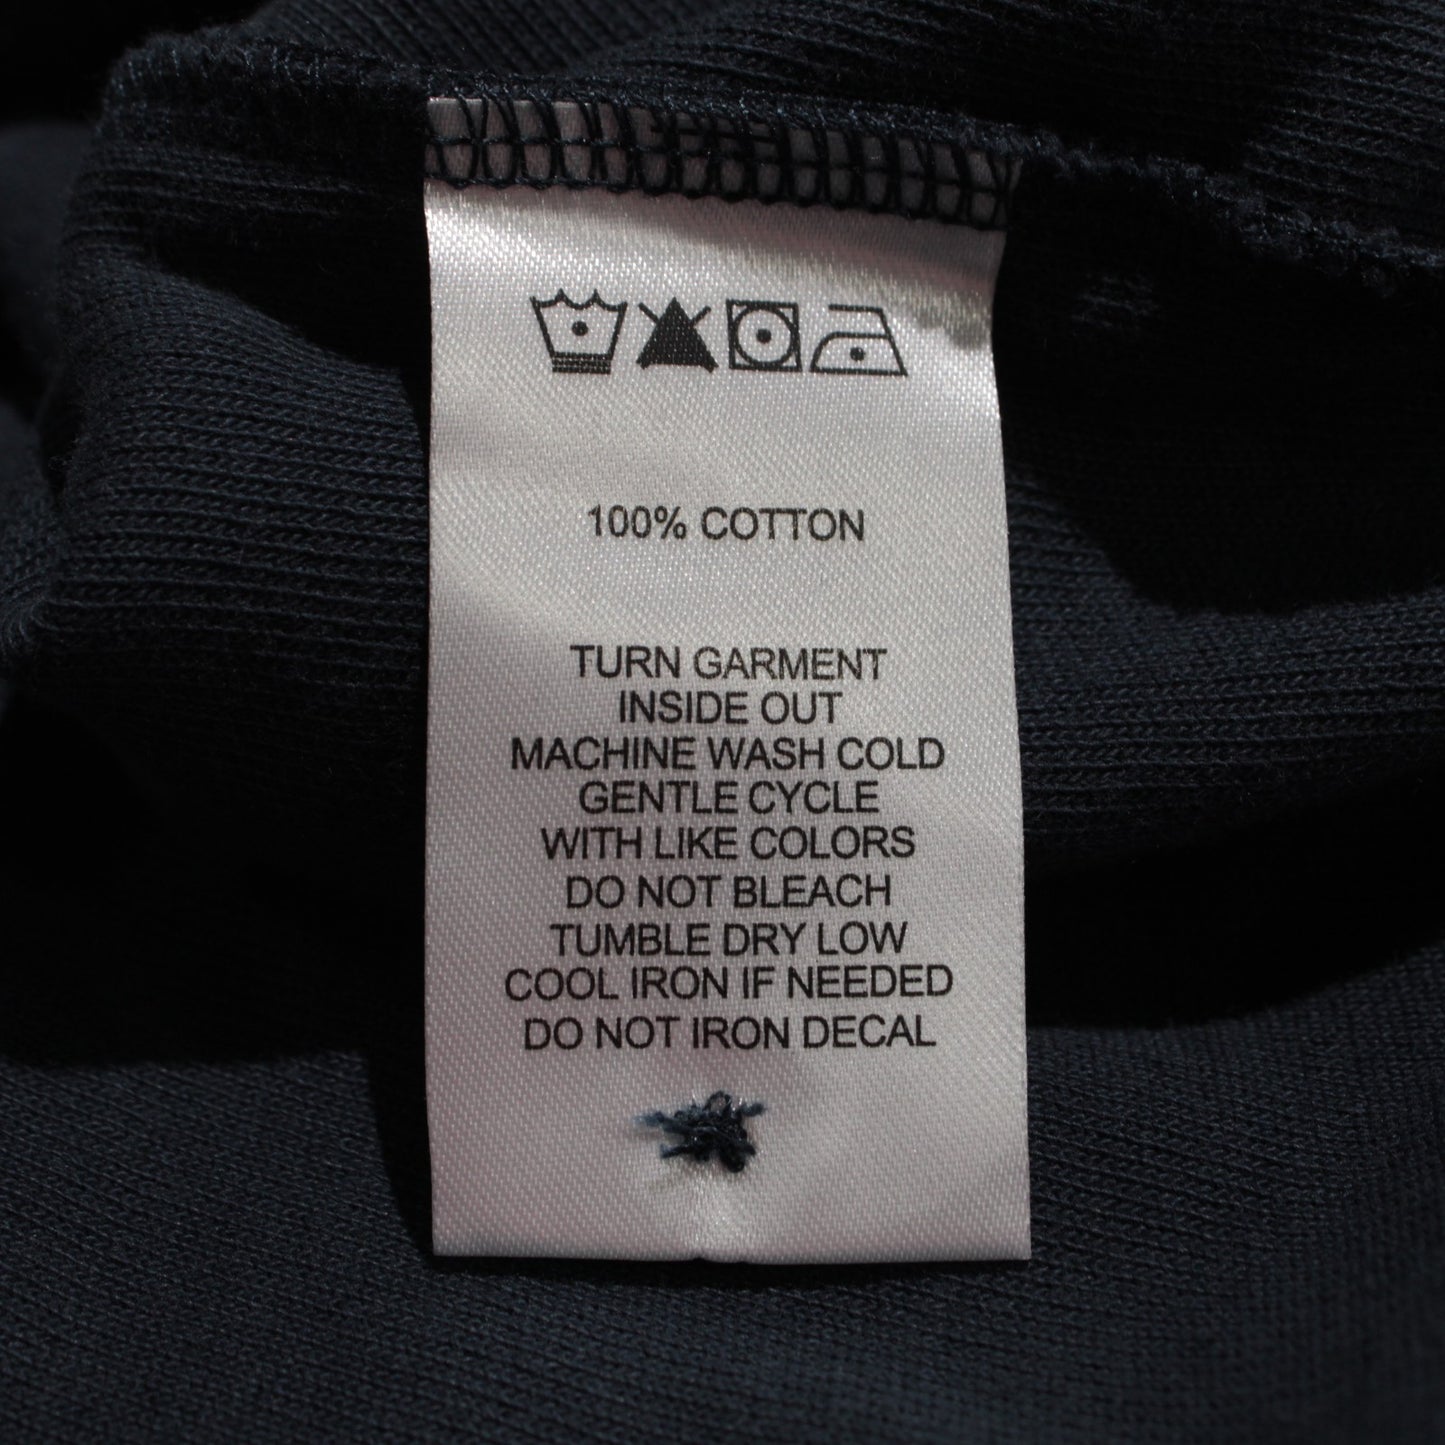 100% COTTON
TURN GARMENT
INSIDE OUT
MACHINE WASH COLD
GENTLE CYCLE
WITH LIKE COLORS
DO NOT BLEACH
TUMBLE DRY LOW
COOL IRON IF NEEDED
DO NOT IRON DECAL